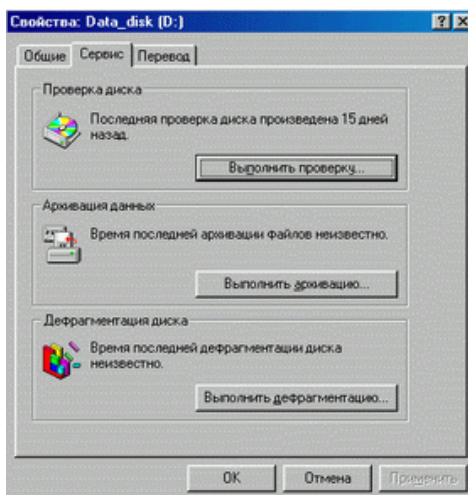 Свойства: Data_disk (D:)
Общие Сервис Перевод
Проверка диска
Последняя проверка диска произведена 15 дней
назад.
Выполнить проверку...
Архивация данных
Время последней архивации файлов неизвестно.
Выполнить архивацию...
Дефрагментация диска
Время последней дефрагментации диска
неизвестно.
Выполнить дефрагментацию...
OK Отмена Применить